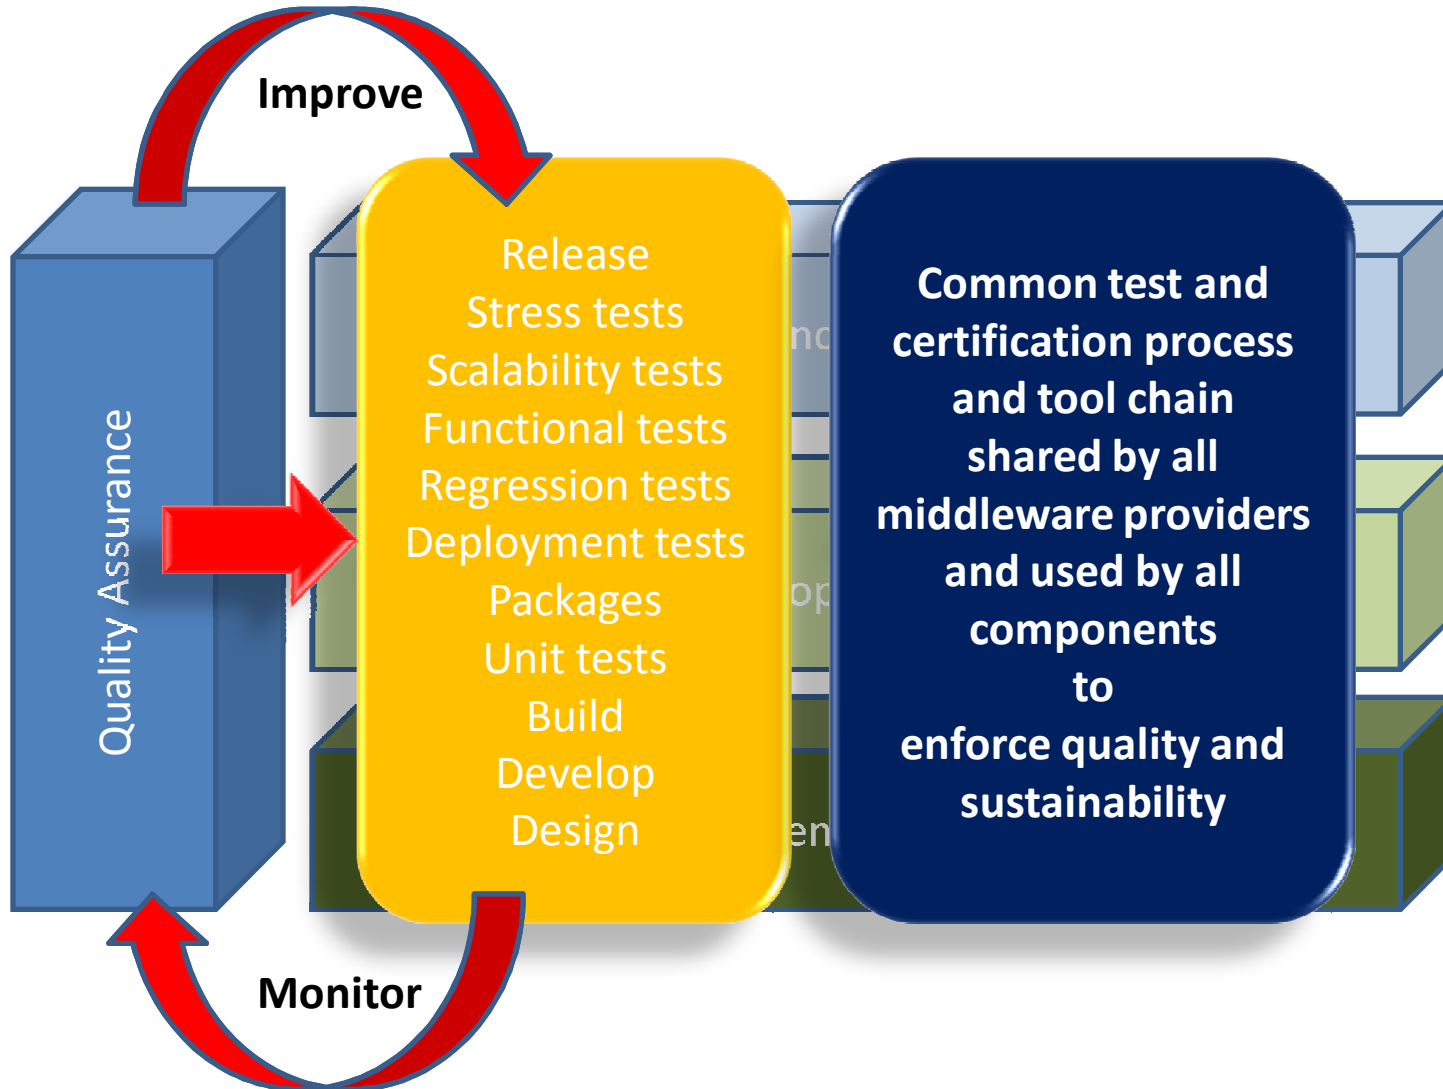 Improve
Quality Assurance
Release
Stress tests
Scalability tests
Functional tests
Regression tests
Deployment tests
Packages
Unit tests
Build
Develop
Design
Common test and
certification process
and tool chain
shared by all
middleware providers
and used by all
components
to
enforce quality and
sustainability
Monitor